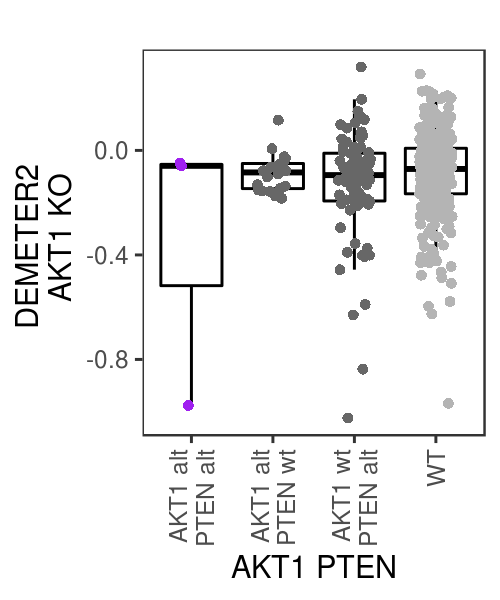 DEMETER2
AKT1 KO
0.0
-0.4
-0.8
AKT1 alt
PTEN alt
AKT1 alt
PTEN wt
AKT1 wt
PTEN alt
WT
AKT1 PTEN